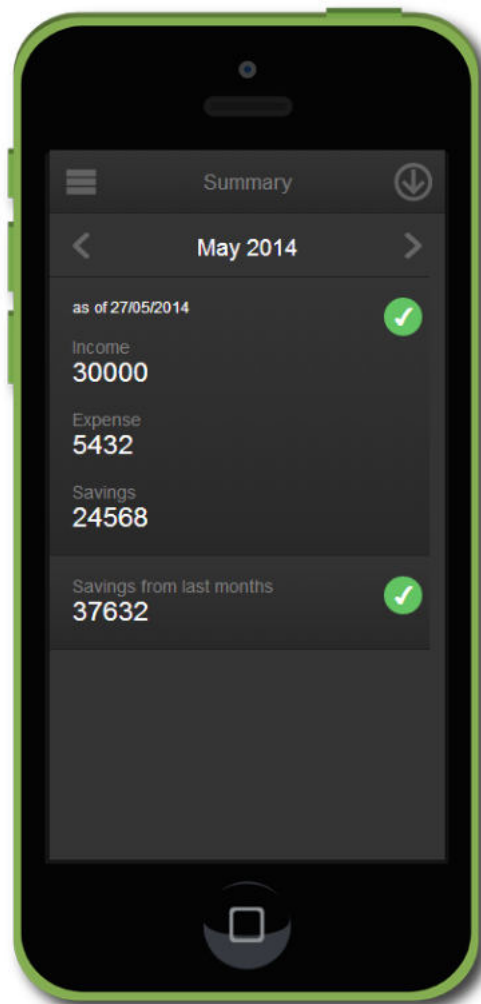 Summary
May 2014
as of 27/05/2014
Income
30000
Expense
5432
Savings
24568
Savings from last months
37632